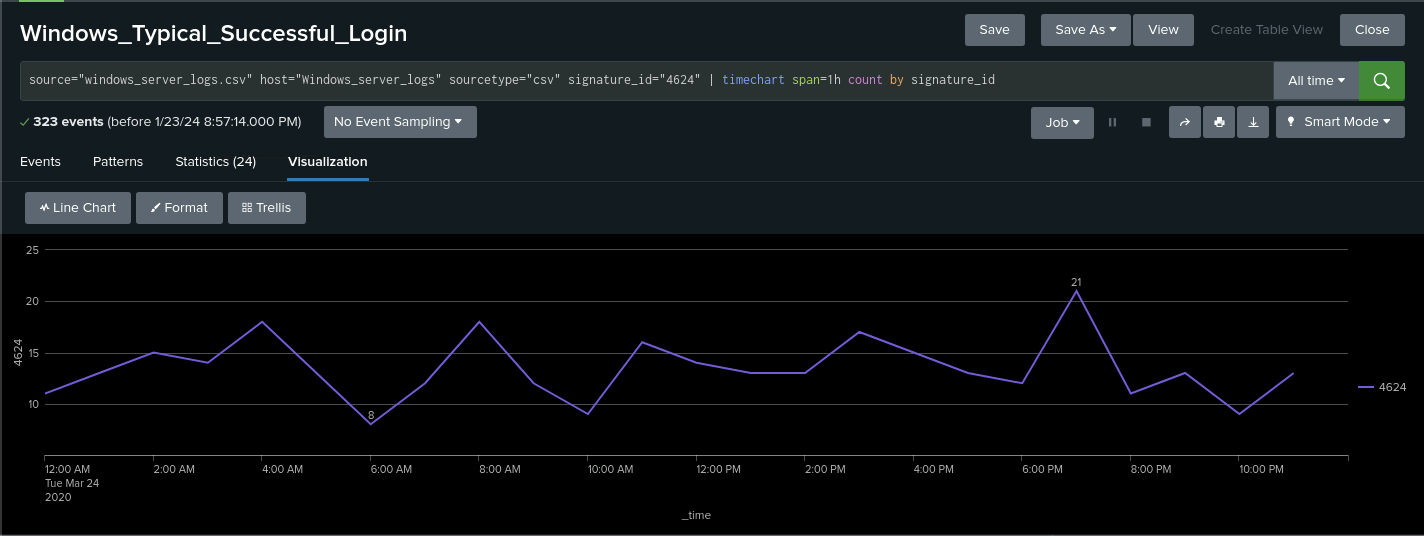 Windows_Typical_Successful_Login
Save
Save As
View
Create Table View
Close
source="windows_server_logs.csv" host="Windows_server_logs" sourcetype="csv" signature_id="4624" | timechart span=1h count by signature_id
All time
323 events (before 1/23/24 8:57:14.000 PM)
No Event Sampling
Job
Smart Mode
Events
Patterns
Statistics (24)
Visualization
Line Chart
Format
Trellis
25
20
15
10
4624
8
21
4624
12:00 AM
Tue Mar 24
2020
2:00 AM
4:00 AM
6:00 AM
8:00 AM
10:00 AM
12:00 PM
2:00 PM
4:00 PM
6:00 PM
8:00 PM
10:00 PM
_time